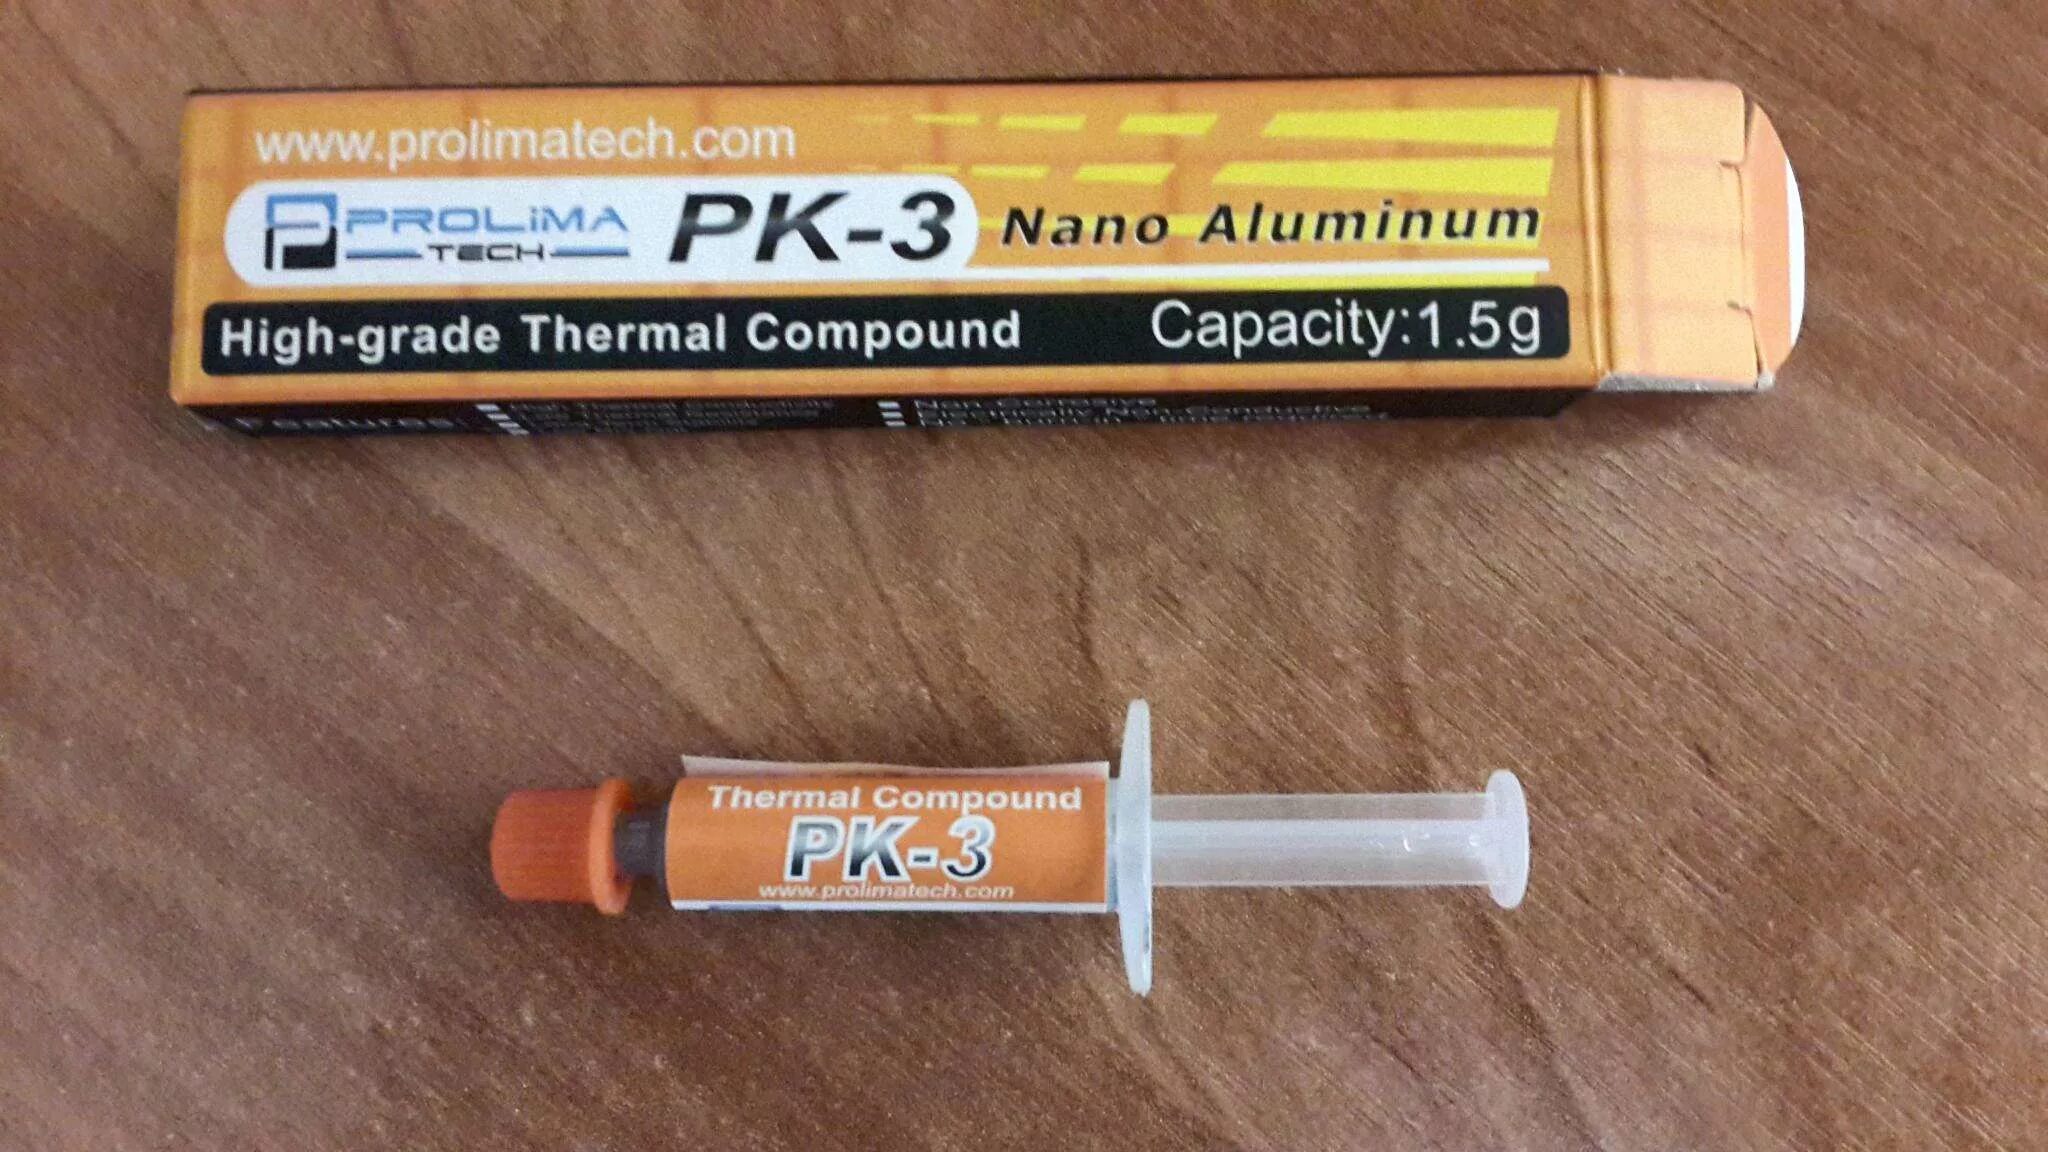 www.prolimatech.com
PROLiMA TECH PK-3 Nano Aluminum
High-grade Thermal Compound Capacity:1.5g
Features
Thermal Compound
PK-3
www.prolimatech.com